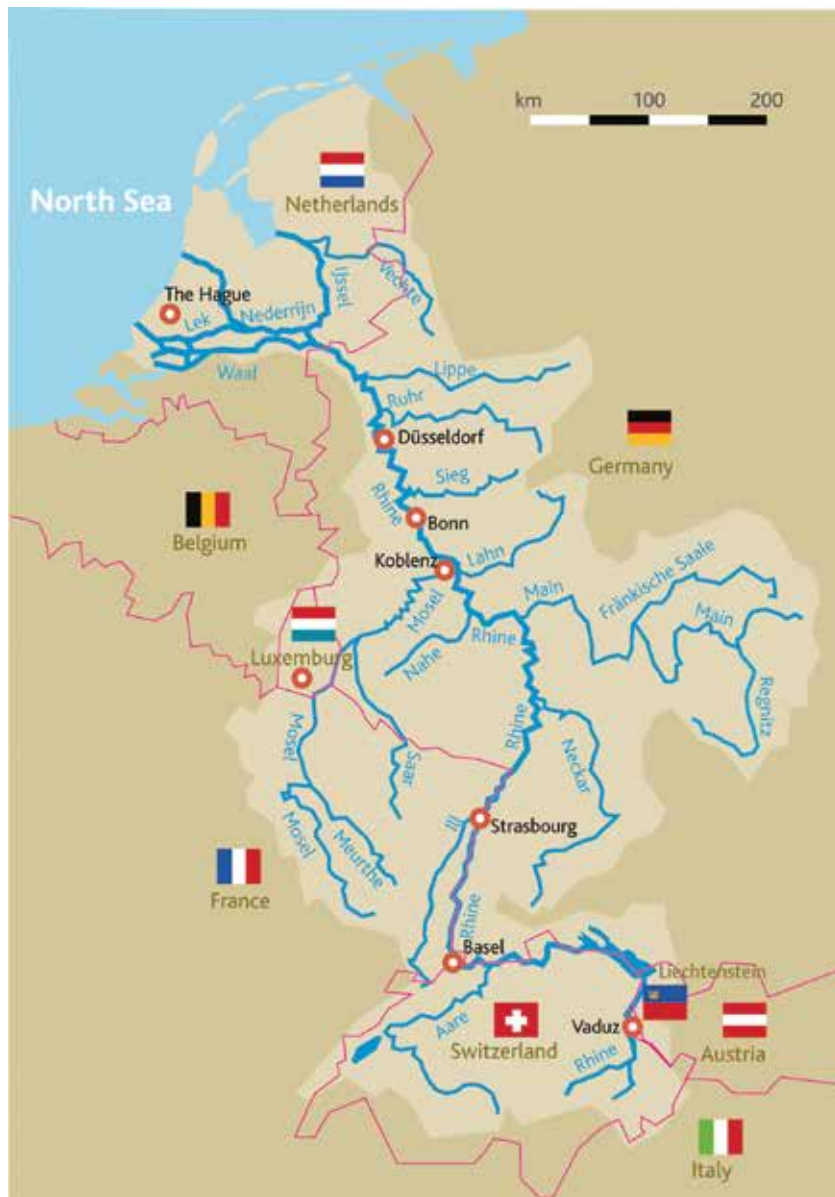 km 100 200
North Sea
Netherlands
IJssel
Vechte
The Hague
Lek
Nederrijn
Waal
Lippe
Ruhr
Düsseldorf
Germany
Sieg
Rhine
Bonn
Belgium
Koblenz
Lahn
Mosel
Main
Fränkische Saale
Main
Rhine
Nahe
Luxemburg
Regnitz
Rhine
Mosel
Saar
Neckar
Ill
Strasbourg
Mosel
Meurthe
France
Rhine
Basel
Liechtenstein
Aare
Switzerland
Vaduz
Austria
Rhine
Italy